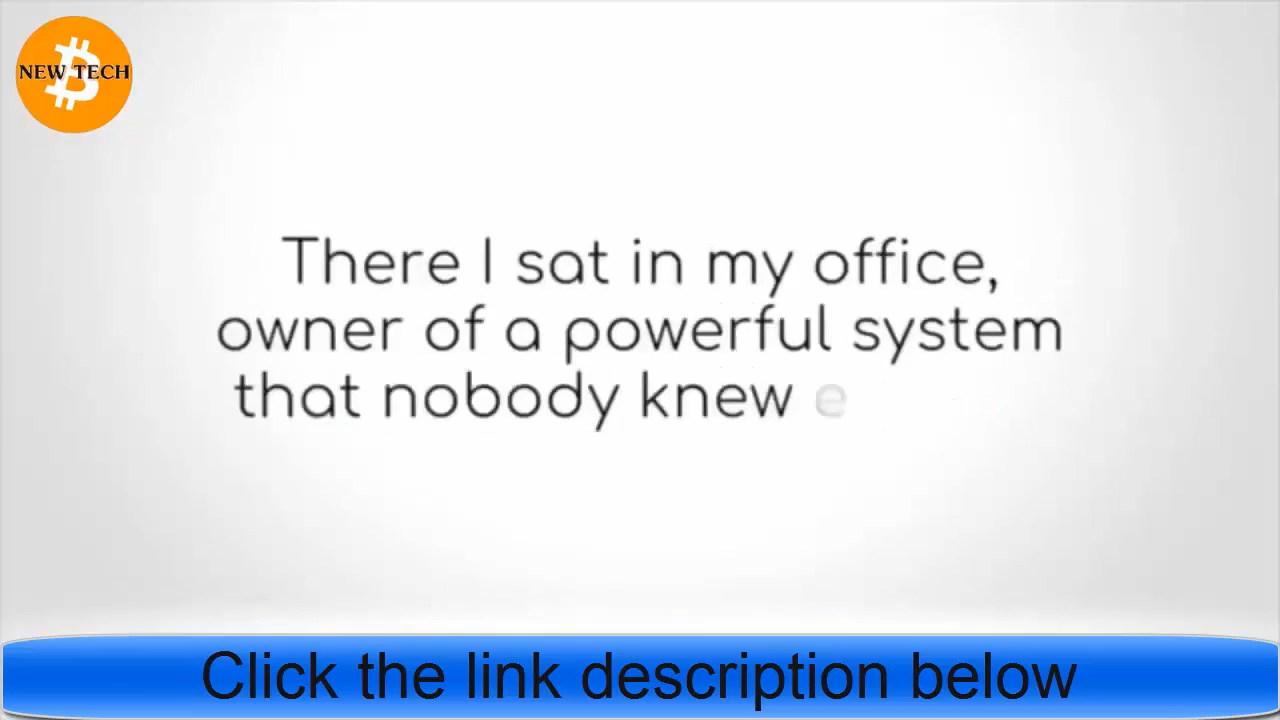 NEW TECH
There I sat in my office,
owner of a powerful system
that nobody knew e
Click the link description below